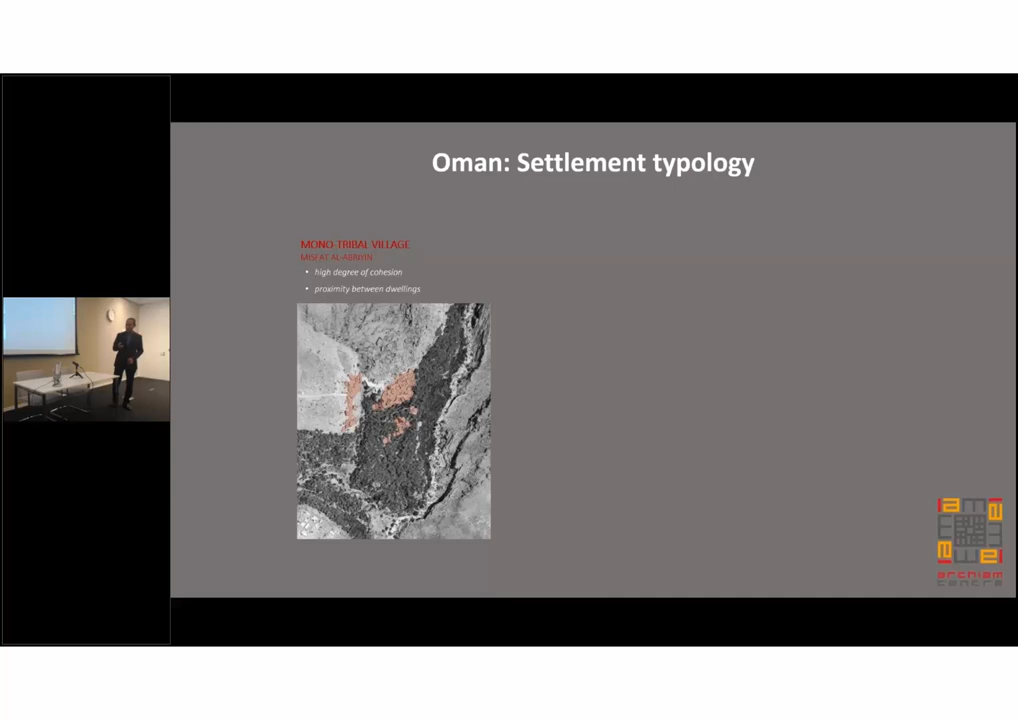 Oman: Settlement typology
MONO-TRIBAL VILLAGE
MISFAT AL-ABRIYIN
• high degree of cohesion
• proximity between dwellings
archiam
centre